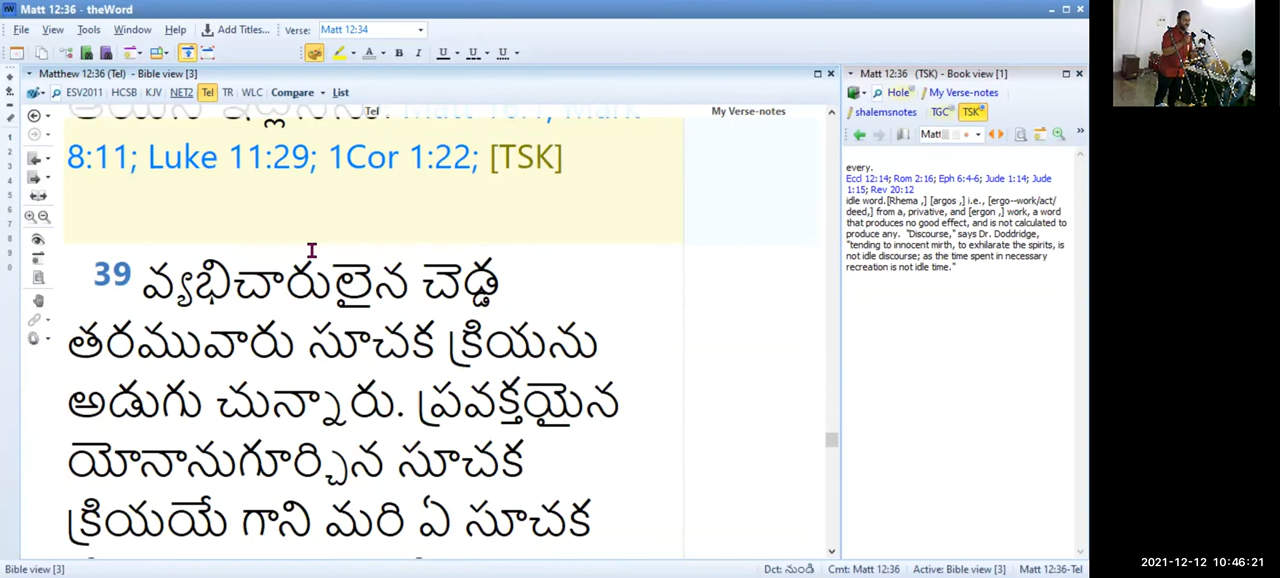 Matt 12:36 - theWord
File View Tools Window Help Add Titles... Verse: Matt 12:34
Matthew 12:36 (Tel) - Bible view [3]
ESV2011 HCSB KJV NET2 Tel TR WLC Compare List
Tel
My Verse-notes
8:11; Luke 11:29; 1Cor 1:22; [TSK]
39 వ్యభిచారులైన చెడ్డ
తరమువారు సూచక క్రియను
అడుగు చున్నారు. ప్రవక్తయైన
యోనానుగూర్చిన సూచక
క్రియయే గాని మరి ఏ సూచక
Matt 12:36 (TSK) - Book view [1]
Hole My Verse-notes
shalemsnotes TGC TSK
Matt
every.
Eccl 12:14; Rom 2:16; Eph 6:4-6; Jude 1:14; Jude
1:15; Rev 20:12
idle word.[Rhema ,] [argos ,] i.e., [ergo--work/act/
deed,] from a, privative, and [ergon ,] work, a word
that produces no good effect, and is not calculated to
produce any. "Discourse," says Dr. Doddridge,
"tending to innocent mirth, to exhilarate the spirits, is
not idle discourse; as the time spent in necessary
recreation is not idle time."
Bible view [3] Dct: నుండి Cmt: Matt 12:36 Active: Bible view [3] Matt 12:36-Tel
2021-12-12 10:46:21